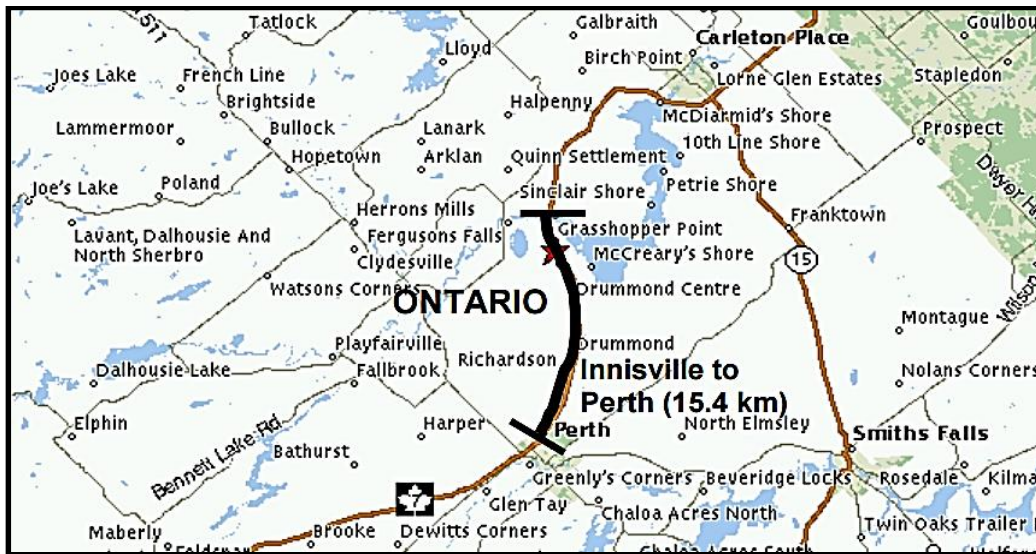 577
Tatlock
Galbraith
Goulbou
Carleton Place
Lloyd
Birch Point
Joes Lake
French Line
Lorne Glen Estates
Stapledon
Brightside
Halpenny
McDiarmid's Shore
Lammermoor
Bullock
Lanark
Prospect
10th Line Shore
Hopetown
Arklan
Quinn Settlement
Joe's Lake
Poland
Petrie Shore
Sinclair Shore
Herrons Mills
Franktown
Lavant, Dalhousie And
North Sherbro
Fergusons Falls
Grasshopper Point
Clydesville
McCreary's Shore
15
Watsons Corners
ONTARIO
Drummond Centre
Montague
Playfairville
Richardson
Drummond
Dalhousie Lake
Fallbrook
Innisville to
Perth (15.4 km)
Nolans Corners
Elphin
Harper
Perth
North Elmsley
Smiths Falls
Bennett Lake Rd
Bathurst
Greenly's Corners
Beveridge Locks
Rosedale
Kilma
7
Glen Tay
Chaloa Acres North
Maberly
Brooke
Dewitts Corners
Twin Oaks Trailer
Chaloa Acres South